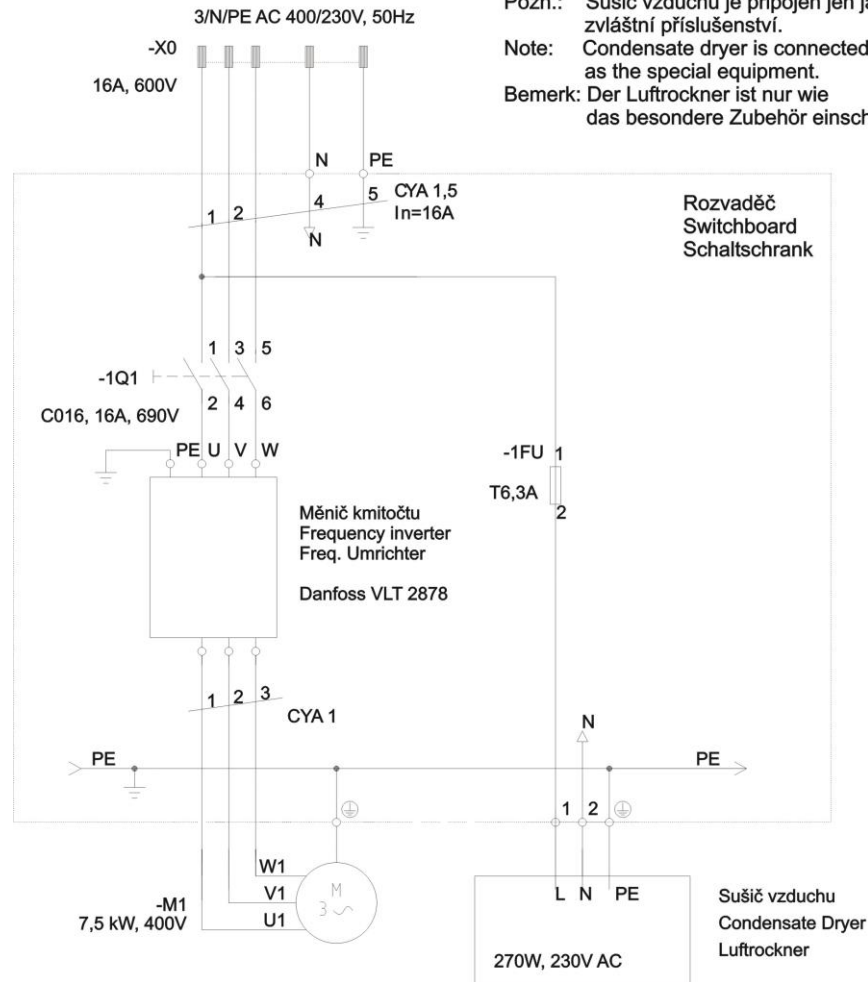 3/N/PE AC 400/230V, 50Hz
Pozn.: Sušič vzduchu je připojen jen
zvláštní příslušenství.
-X0
Note: Condensate dryer is connected
16A, 600V
as the special equipment.
Bemerk: Der Luftrockner ist nur wie
das besondere Zubehör
N PE
1 2 4 5 CYA 1,5
In=16A
N
Rozvaděč
Switchboard
Schaltschrank
1 3 5
-1Q1
2 4 6
C016, 16A, 690V
PE U V W
-1FU 1
T6,3A
2
Měnič kmitočtu
Frequency inverter
Freq. Umrichter
Danfoss VLT 2878
1 2 3
CYA 1
N
PE PE
1 2
W1
V1
U1
M
3 ~
-M1
7,5 kW, 400V
L N PE
270W, 230V AC
Sušič vzduchu
Condensate Dryer
Luftrockner